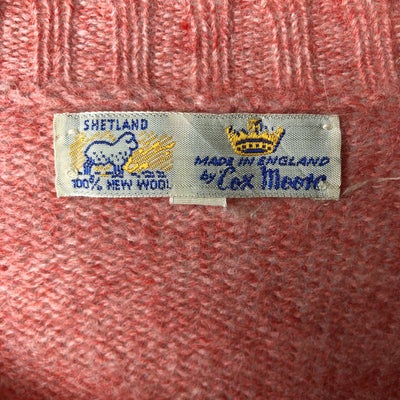 SHETLAND
100% NEW WOOL
MADE IN ENGLAND
by Cox Moore